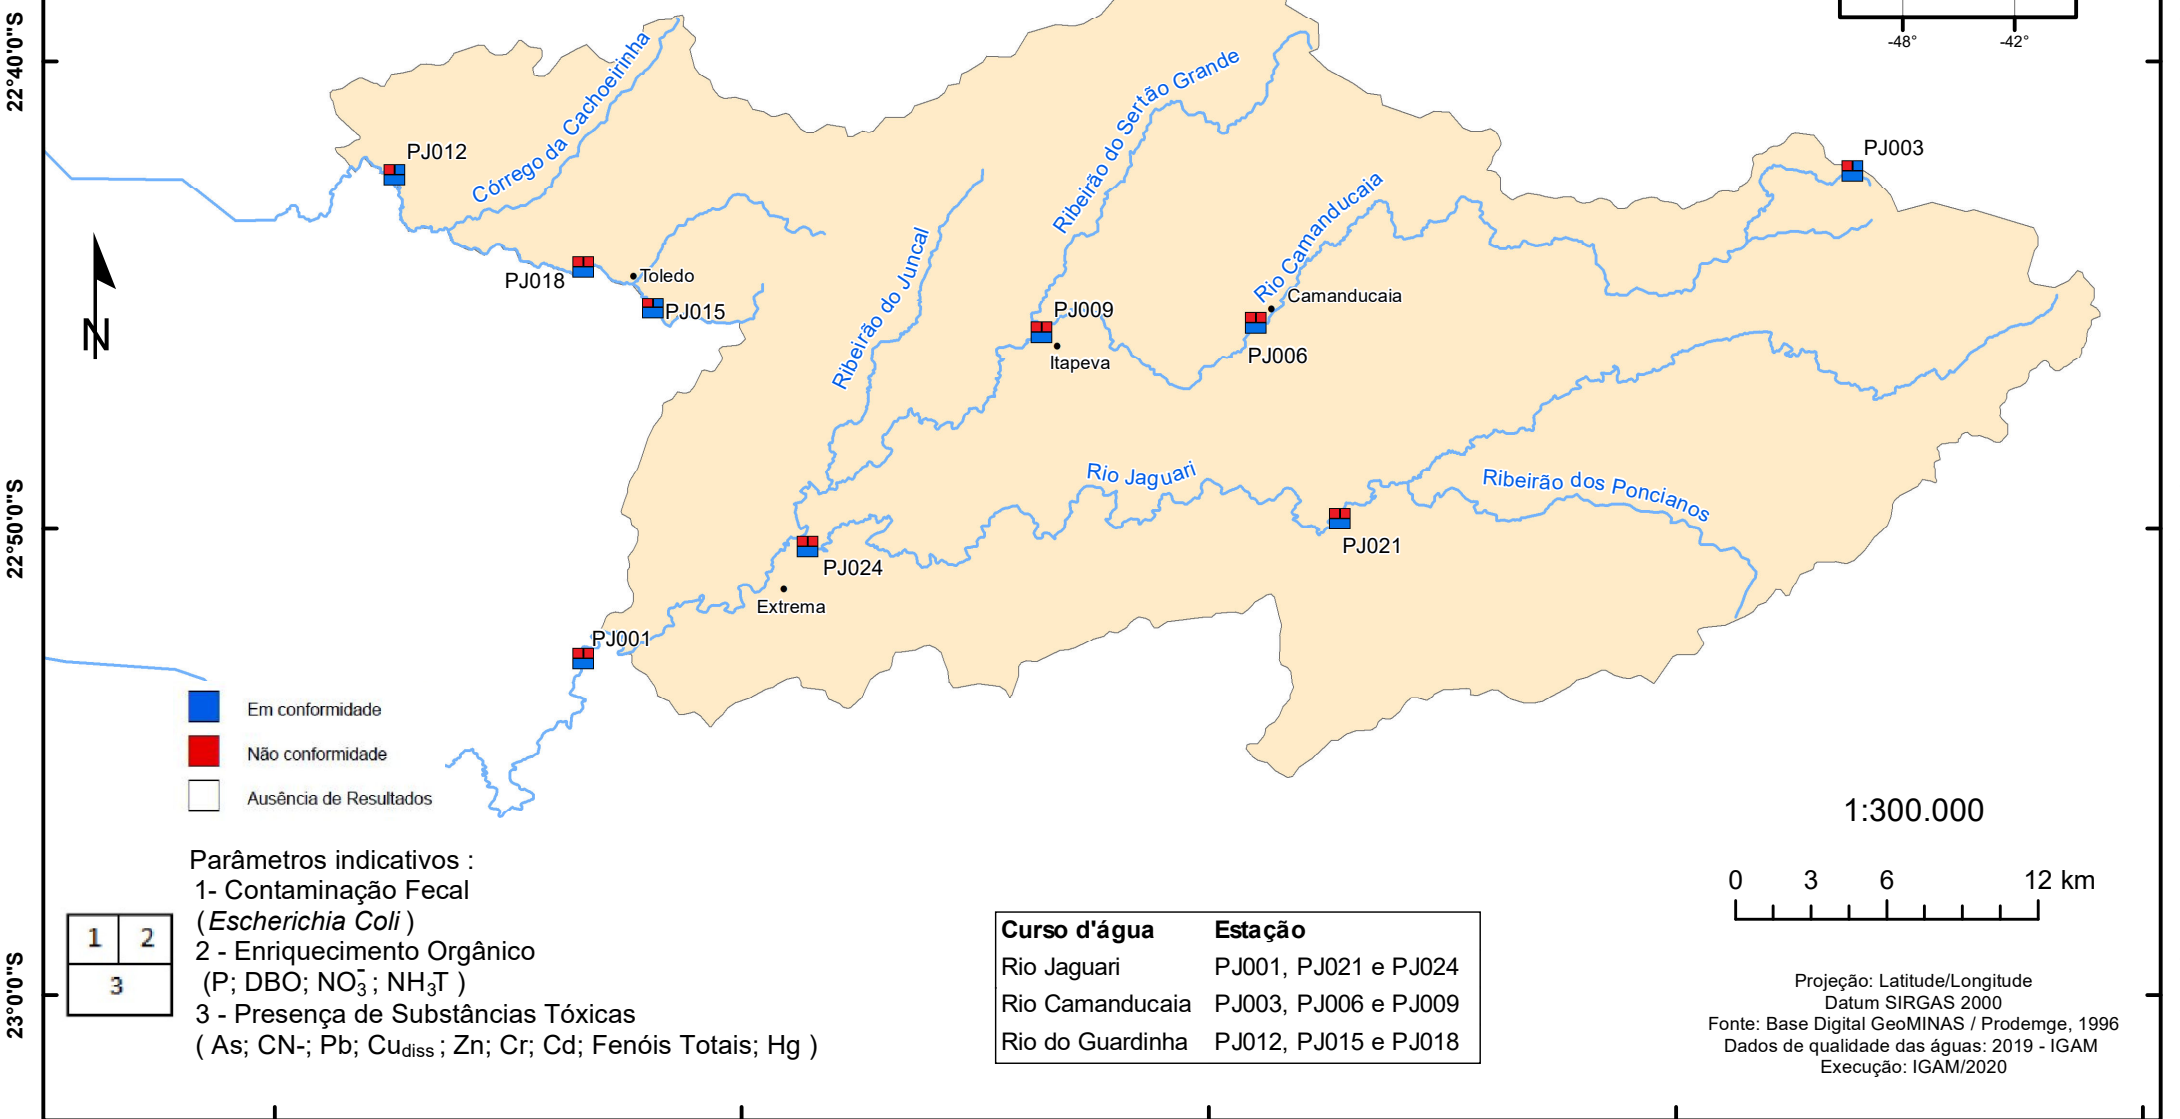 22°40'0"S
-48°
-42°
Córrego da Cachoeirinha
Ribeirão do Sertão Grande
PJ012
PJ003
Rio Camanducaia
PJ018
Toledo
PJ015
Ribeirão do Juncal
PJ009
Itapeva
Camanducaia
PJ006
N
22°50'0"S
Rio Jaguari
Ribeirão dos Poncianos
PJ021
PJ024
Extrema
PJ001
Em conformidade
Não conformidade
Ausência de Resultados
1:300.000
Parâmetros indicativos :
1- Contaminação Fecal
(Escherichia Coli )
2 - Enriquecimento Orgânico
(P; DBO; NO₃⁻; NH₃T )
3 - Presença de Substâncias Tóxicas
( As; CN-; Pb; Cudiss ; Zn; Cr; Cd; Fenóis Totais; Hg )
1 2
3
0 3 6 12 km
Curso d'água Estação
Rio Jaguari PJ001, PJ021 e PJ024
Rio Camanducaia PJ003, PJ006 e PJ009
Rio do Guardinha PJ012, PJ015 e PJ018
Projeção: Latitude/Longitude
Datum SIRGAS 2000
Fonte: Base Digital GeoMINAS / Prodemge, 1996
Dados de qualidade das águas: 2019 - IGAM
Execução: IGAM/2020
23°0'0"S